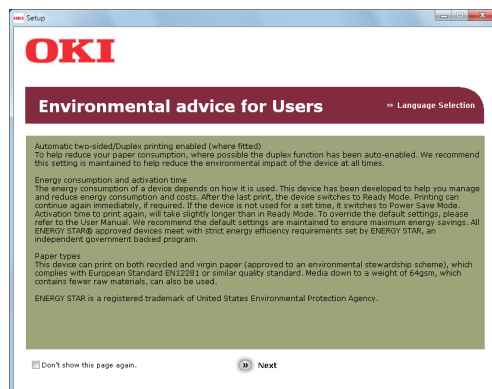 OKI Setup
OKI
Environmental advice for Users
» Language Selection
Automatic two-sided/Duplex printing enabled (where fitted)
To help reduce your paper consumption, where possible the duplex function has been auto-enabled. We recommend
this setting is maintained to help reduce the environmental impact of the device at all times.
Energy consumption and activation time
The energy consumption of a device depends on how it is used. This device has been developed to help you manage
and reduce energy consumption and costs. After the last print, the device switches to Ready Mode. Printing can
continue again immediately, if required. If the device is not used for a set time, it switches to Power Save Mode.
Activation time to print again, will take slightly longer than in Ready Mode. To override the default settings, please
refer to the User Manual. We recommend the default settings are maintained to ensure maximum energy savings. All
ENERGY STAR® approved devices meet with strict energy efficiency requirements set by ENERGY STAR, an
independent government backed program.
Paper types
This device can print on both recycled and virgin paper (approved to an environmental stewardship scheme), which
complies with European Standard EN12281 or similar quality standard. Media down to a weight of 64gsm, which
contains fewer raw materials, can also be used.
ENERGY STAR is a registered trademark of United States Environmental Protection Agency.
Don't show this page again.
» Next